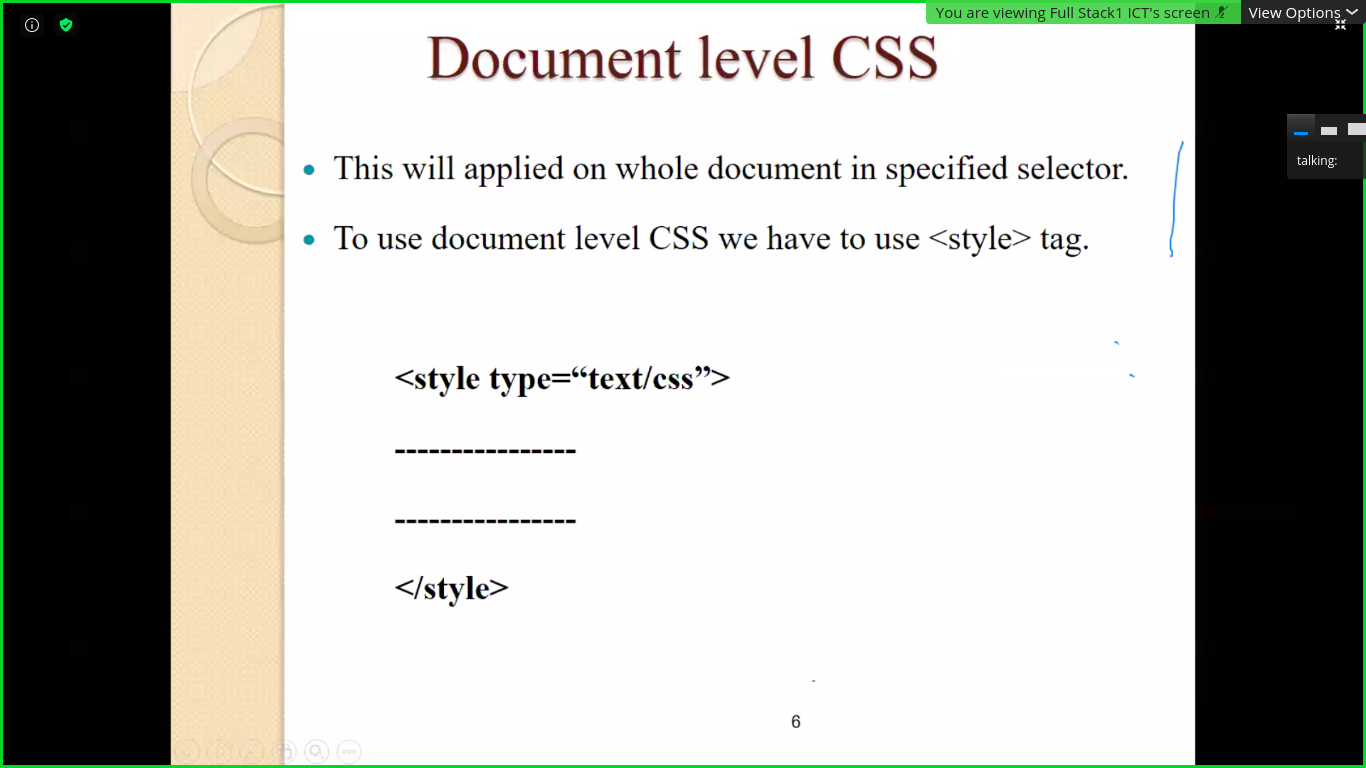 You are viewing Full Stack1 ICT's screen
View Options
Document level CSS
talking:
• This will applied on whole document in specified selector.
• To use document level CSS we have to use <style> tag.
<style type=“text/css”>
----------------
----------------
</style>
6